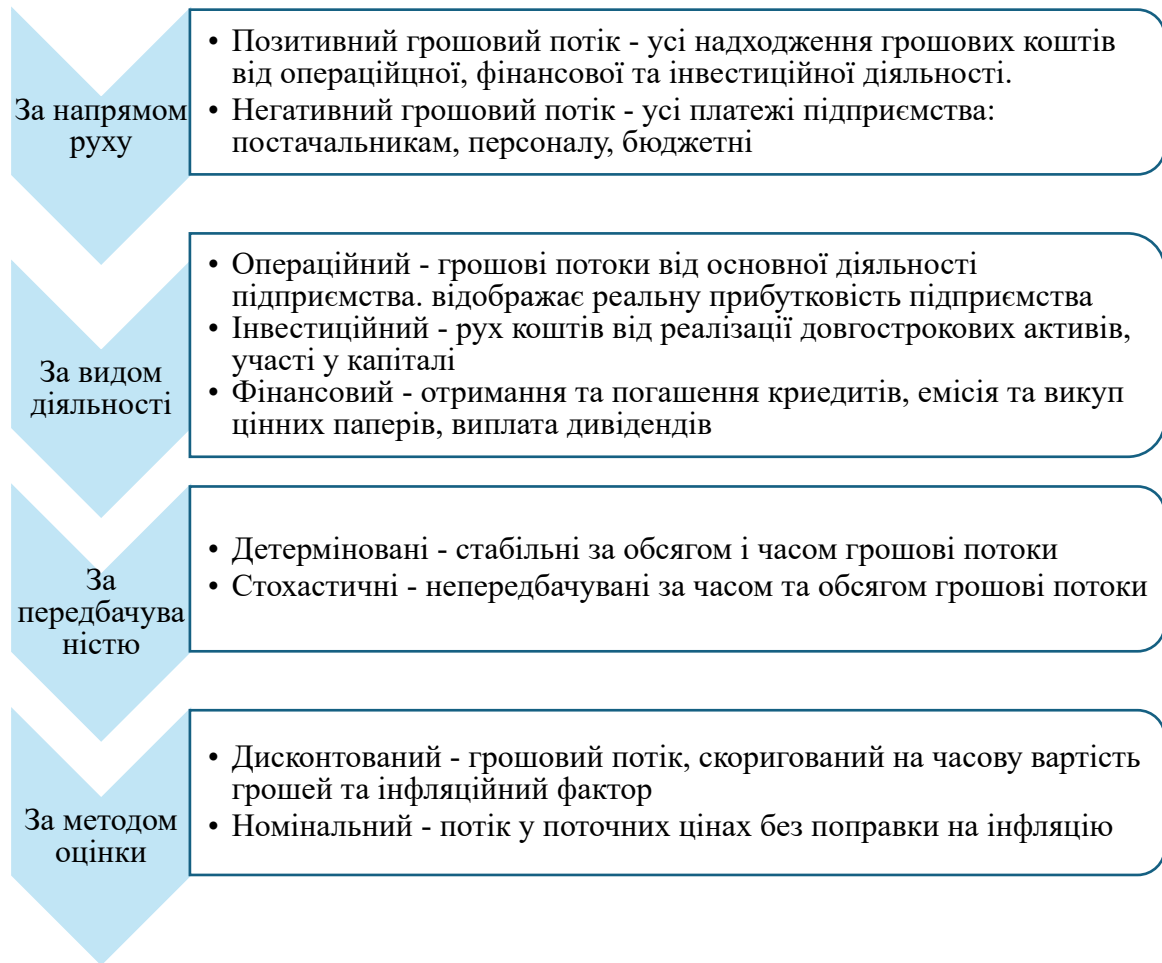 За напрямом
руху
• Позитивний грошовий потік - усі надходження грошових коштів
від операційцної, фінансової та інвестиційної діяльності.
• Негативний грошовий потік - усі платежі підприємства:
постачальникам, персоналу, бюджетні
За видом
діяльності
• Операційний - грошові потоки від основної діяльності
підприємства. відображає реальну прибутковість підприємства
• Інвестиційний - рух коштів від реалізації довгострокових активів,
участі у капіталі
• Фінансовий - отримання та погашення криедитів, емісія та викуп
цінних паперів, виплата дивідендів
За
передбачува
ністю
• Детерміновані - стабільні за обсягом і часом грошові потоки
• Стохастичні - непередбачувані за часом та обсягом грошові потоки
За методом
оцінки
• Дисконтований - грошовий потік, скоригований на часову вартість
грошей та інфляційний фактор
• Номінальний - потік у поточних цінах без поправки на інфляцію